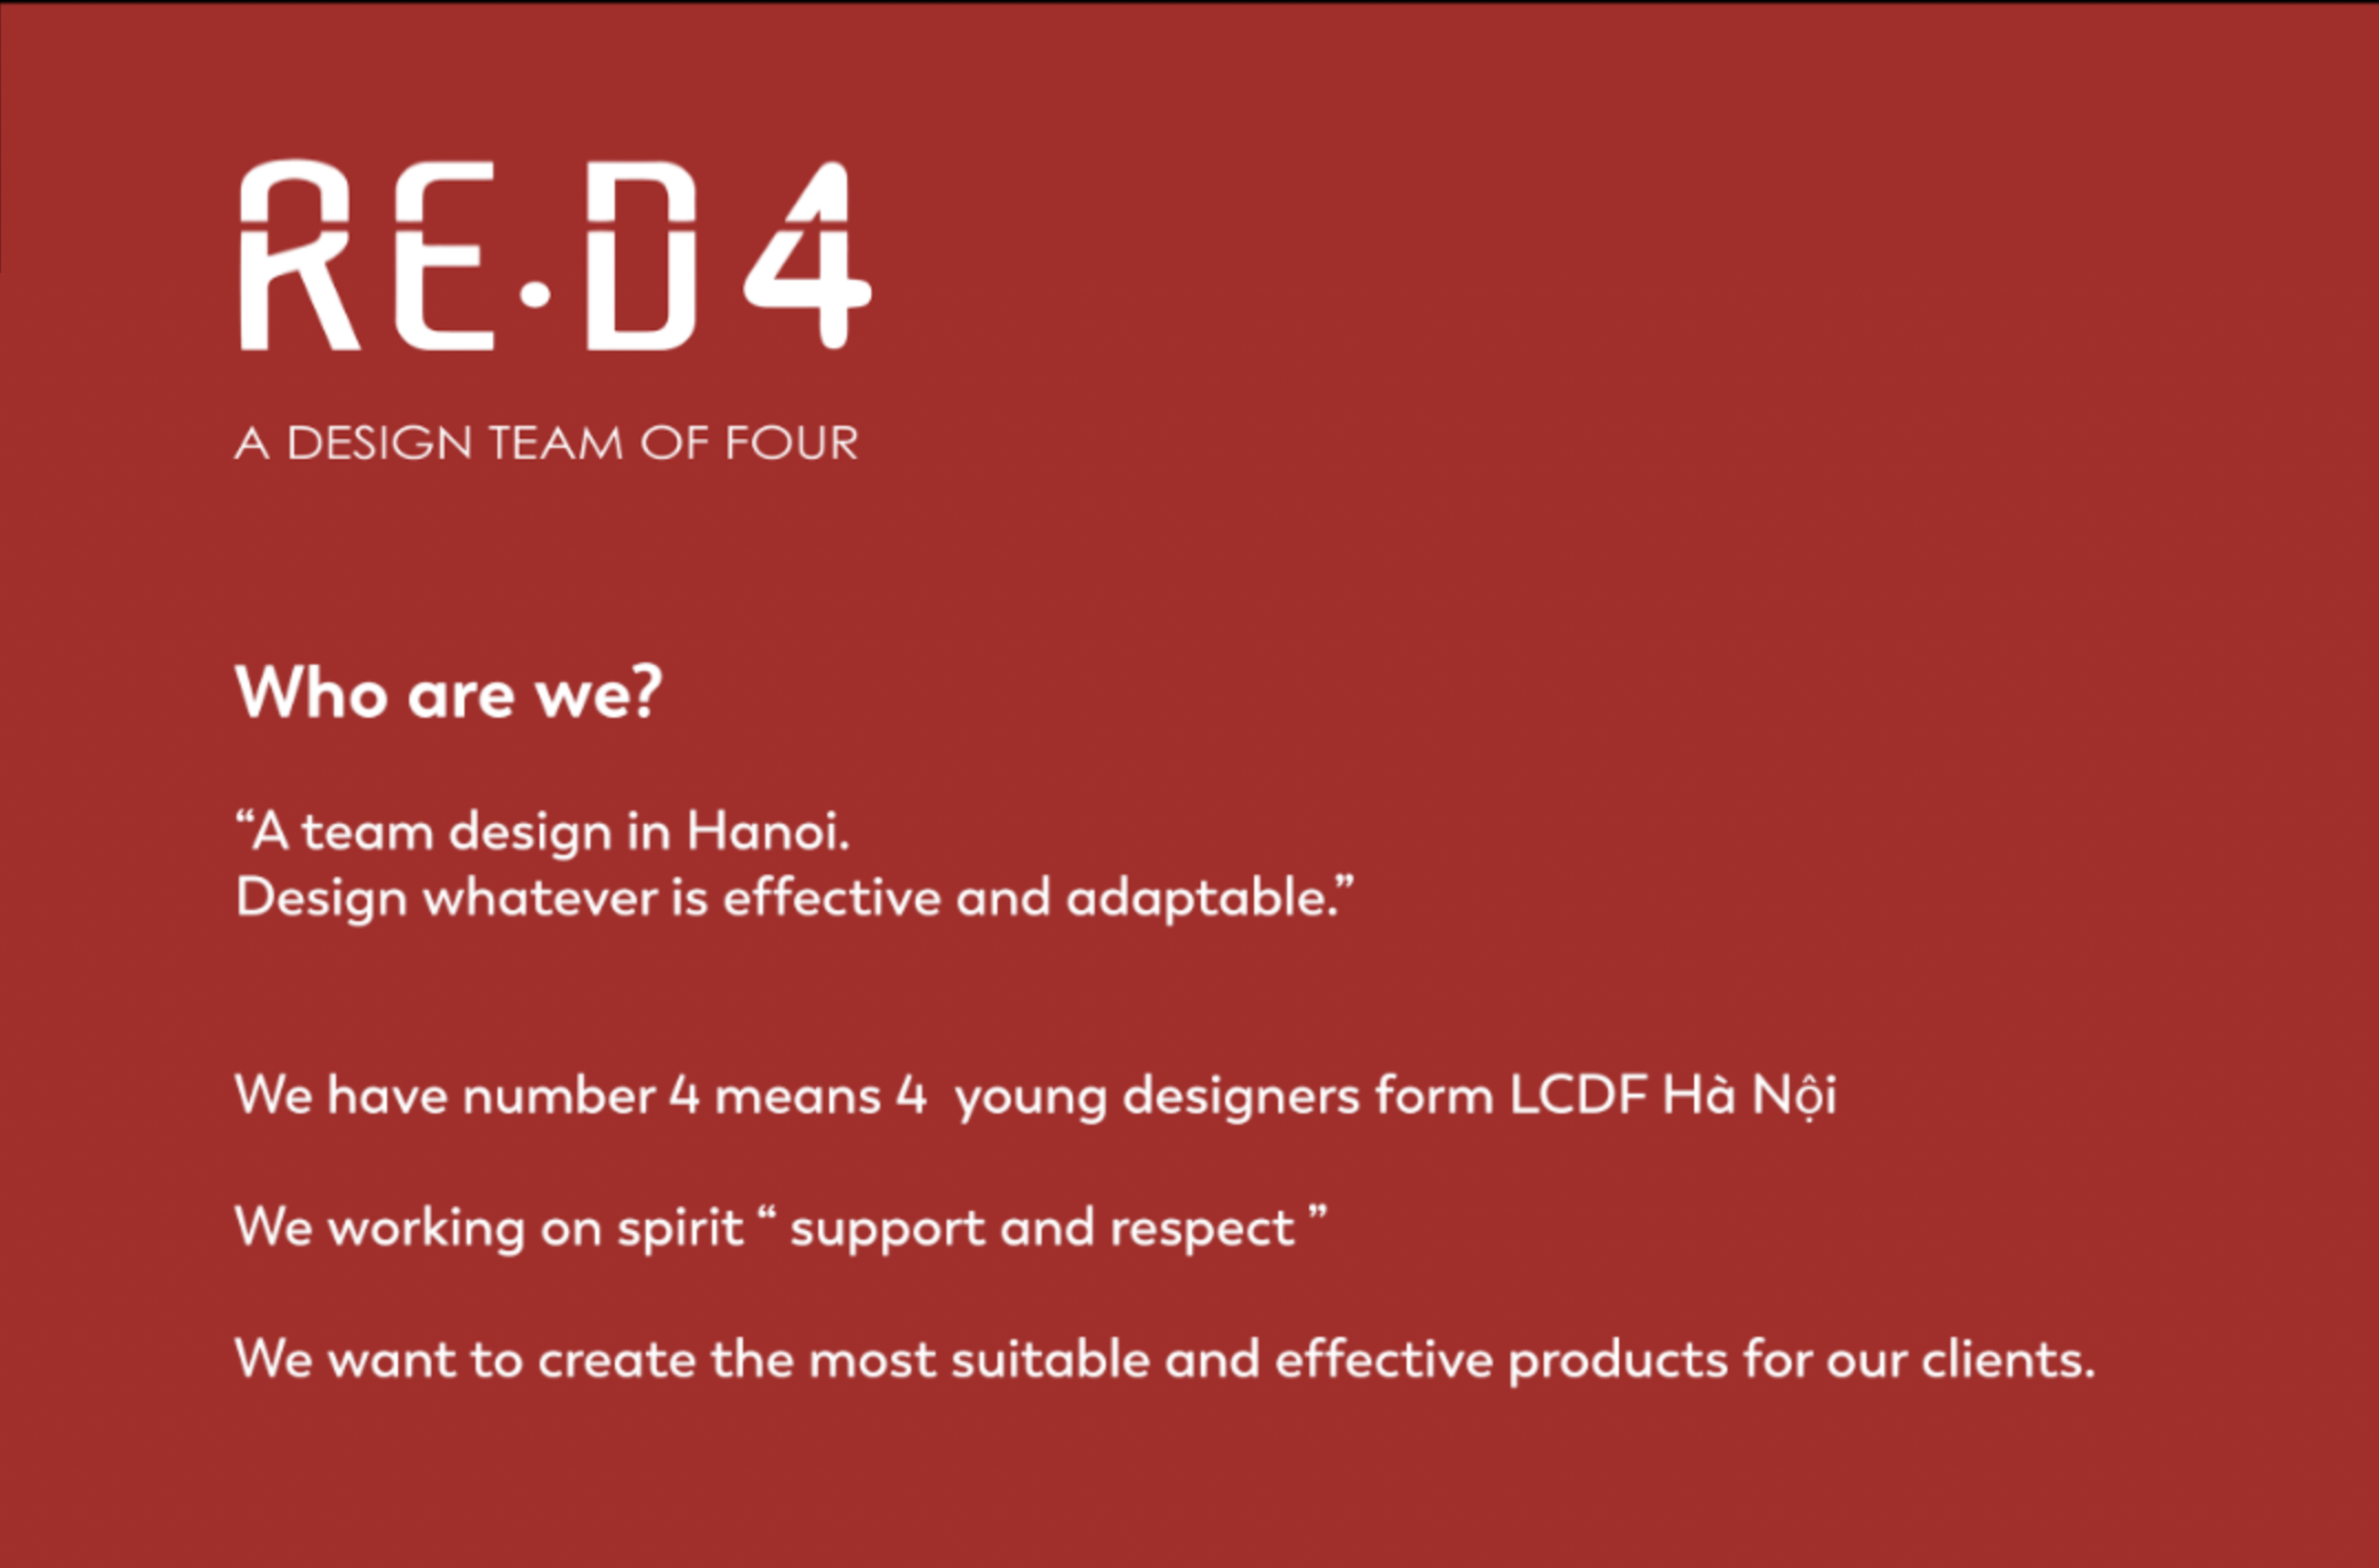 RE.D4
A DESIGN TEAM OF FOUR
Who are we?
“A team design in Hanoi.
Design whatever is effective and adaptable.”
We have number 4 means 4  young designers form LCDF Hà Nội
We working on spirit “ support and respect ”
We want to create the most suitable and effective products for our clients.